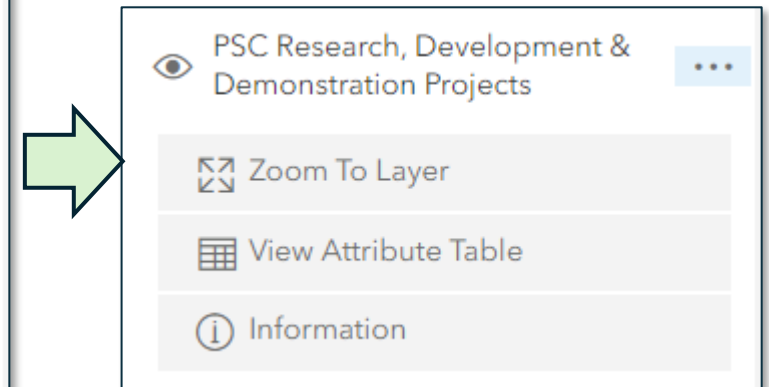 PSC Research, Development &
Demonstration Projects
Zoom To Layer
View Attribute Table
Information